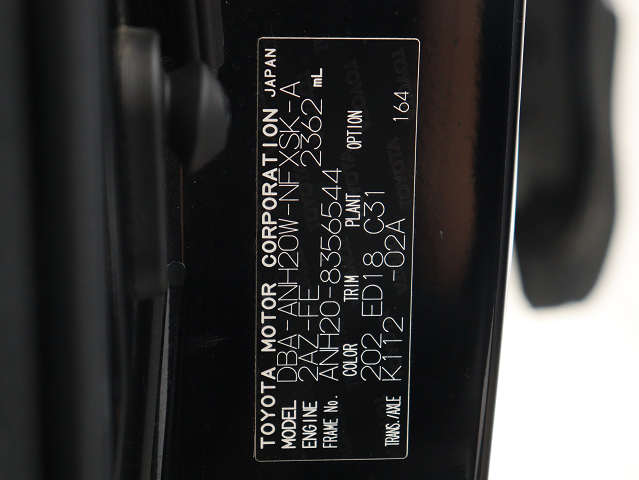 TOYOTA MOTOR CORPORATION JAPAN
MODEL DBA-ANH20W-NFXSK-A
ENGINE 2AZ-FE 2362 mL
FRAME No. ANH20-8356544
COLOR TRIM PLANT OPTION
202 ED18 C31
TRANS./AXLE K112 -02A 164